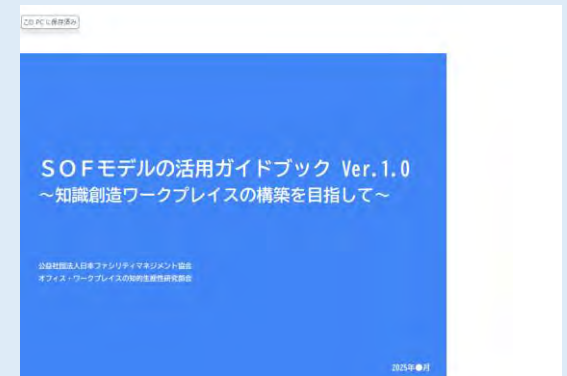 この PC に保存済み
SOFモデルの活用ガイドブック Ver.1.0
～知識創造ワークプレイスの構築を目指して～
公益社団法人日本ファシリティマネジメント協会
オフィス・ワークプレイスの知的生産性研究部会
2025年●月